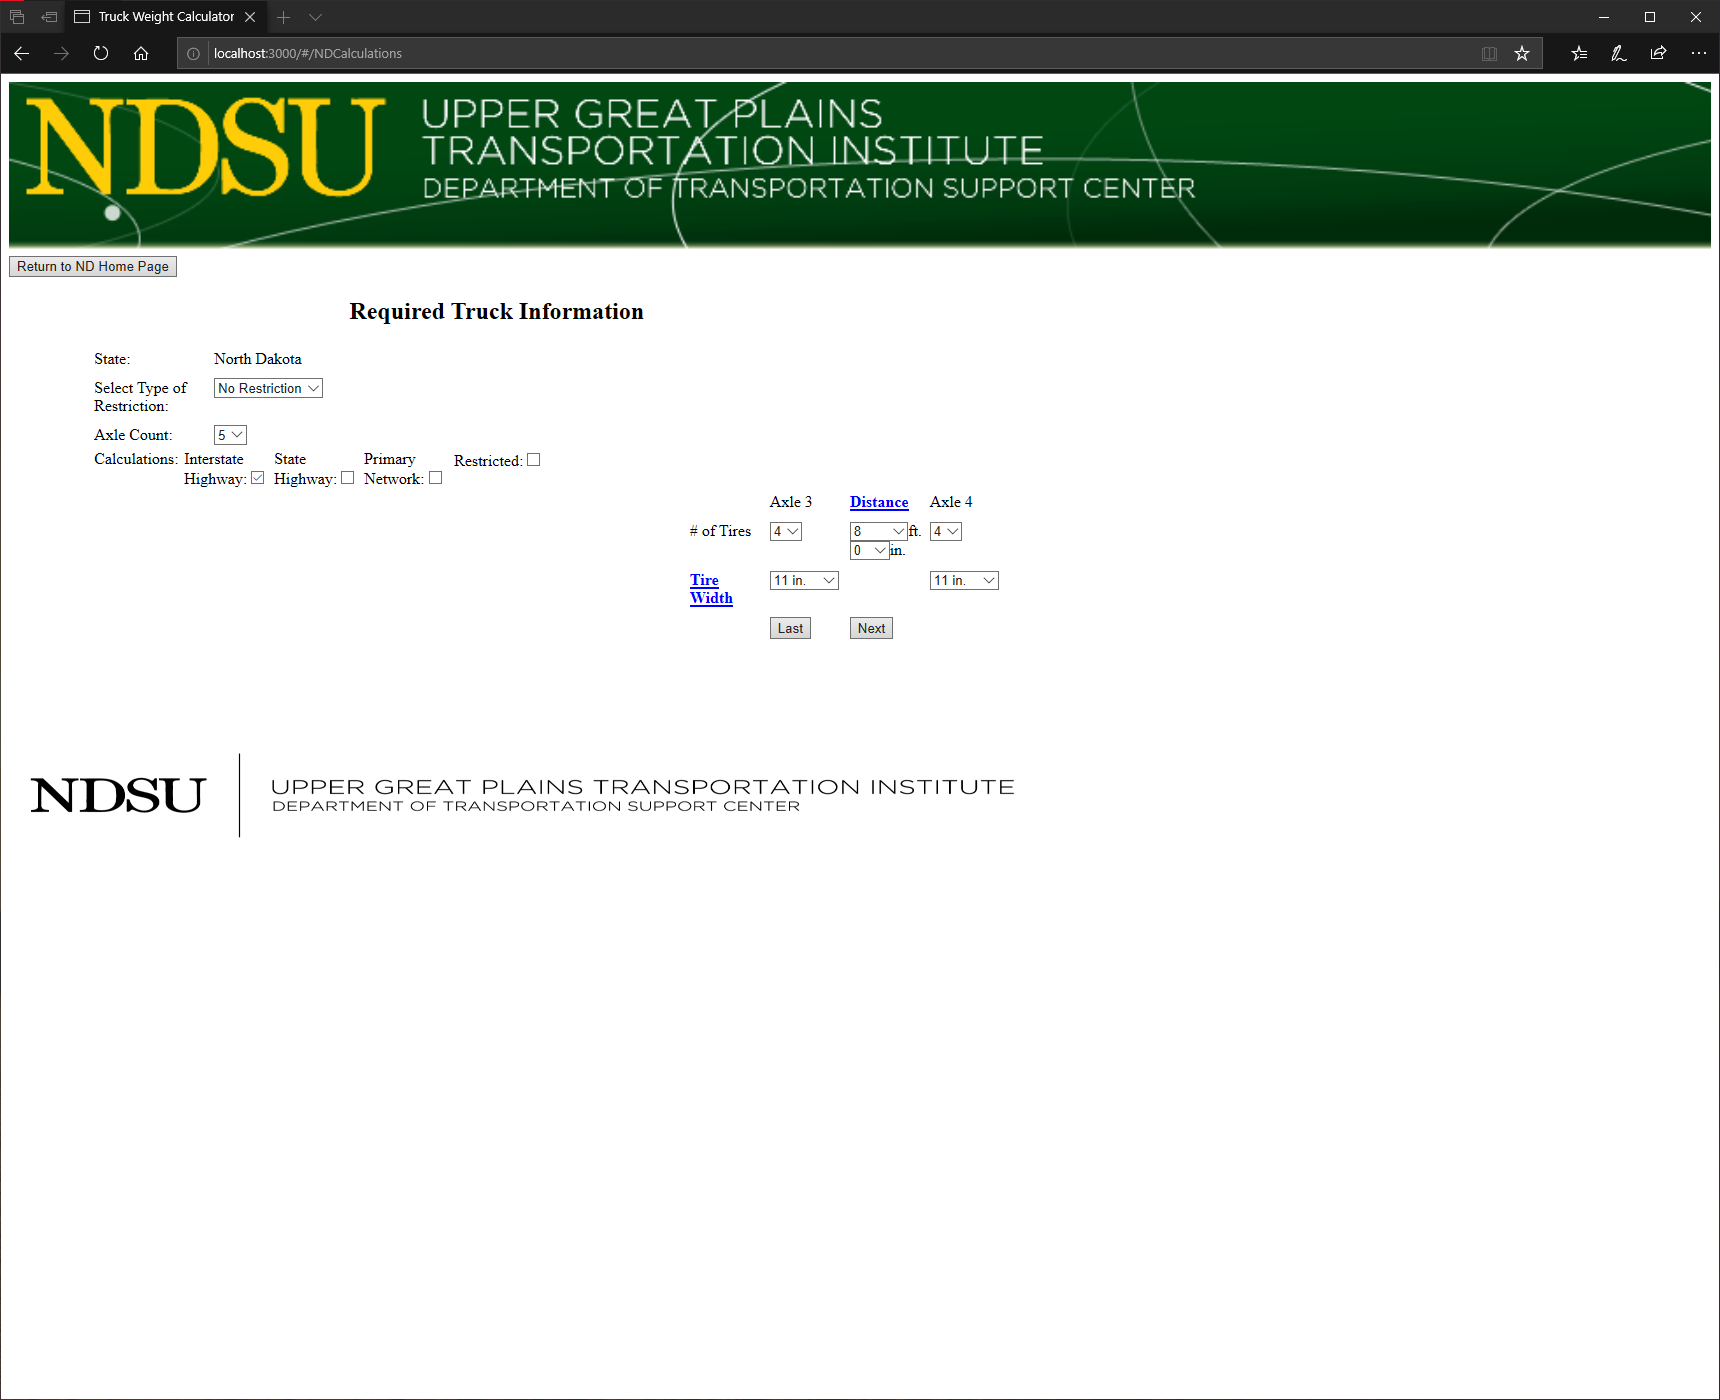 Truck Weight Calculator
localhost:3000/#/NDCalculations
NDSU
UPPER GREAT PLAINS
TRANSPORTATION INSTITUTE
DEPARTMENT OF TRANSPORTATION SUPPORT CENTER
Return to ND Home Page
Required Truck Information
State: North Dakota
Select Type of
Restriction: No Restriction
Axle Count: 5
Calculations: Interstate Highway: State Highway: Primary Network: Restricted:
Axle 3 Distance Axle 4
# of Tires 4 8 ft. 4
0 in.
Tire
Width 11 in. 11 in.
Last Next
NDSU
UPPER GREAT PLAINS TRANSPORTATION INSTITUTE
DEPARTMENT OF TRANSPORTATION SUPPORT CENTER